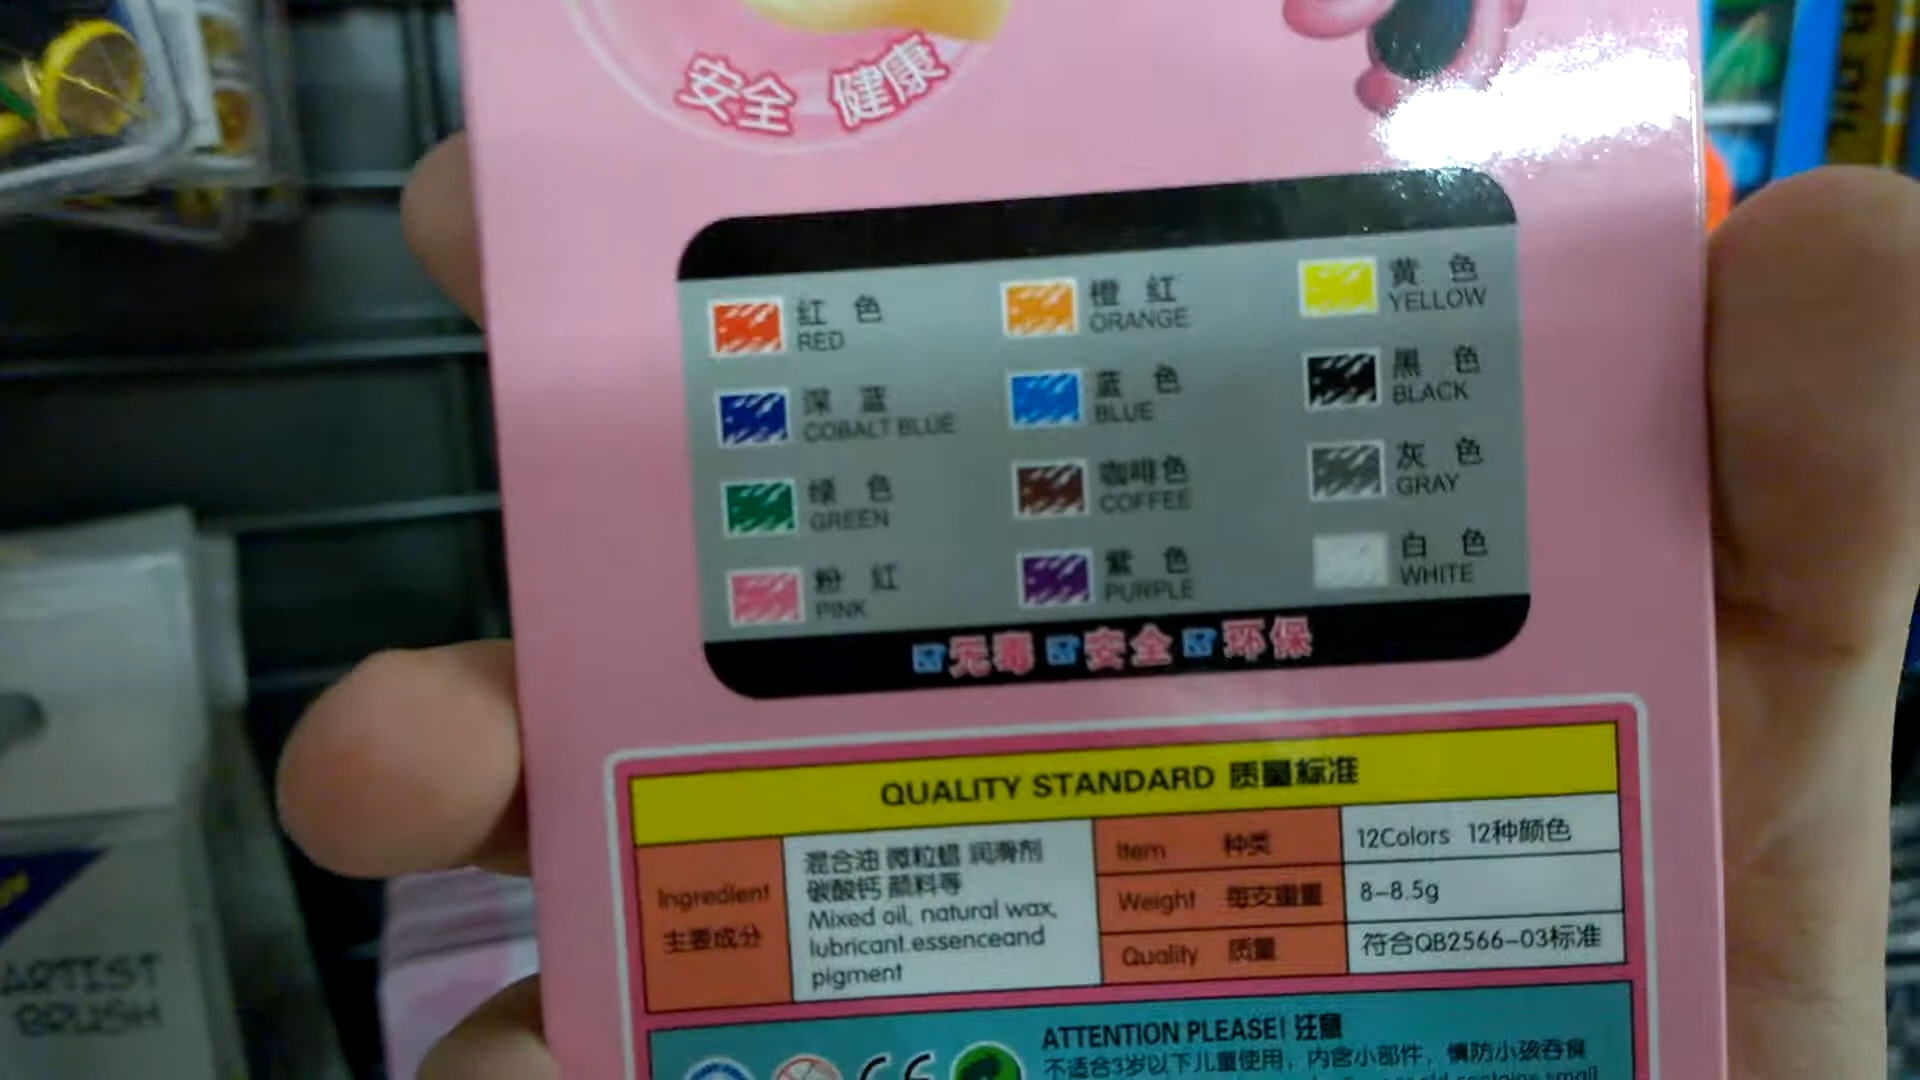 安全 健康
红 色
RED
橙 红
ORANGE
黄 色
YELLOW
深 蓝
COBALT BLUE
蓝 色
BLUE
黑 色
BLACK
绿 色
GREEN
咖啡色
COFFEE
灰 色
GRAY
粉 红
PINK
紫 色
PURPLE
白 色
WHITE
无毒 安全 环保
QUALITY STANDARD 质量标准
Ingredient
主要成分
混合油 微粒蜡 润滑剂
碳酸钙 颜料等
Mixed oil, natural wax,
lubricant.essenceand
pigment
Item 种类
12Colors 12种颜色
Weight 每支重量
8-8.5g
Quality 质量
符合QB2566-03标准
ATTENTION PLEASE! 注意
不适合3岁以下儿童使用，内含小部件，慎防小孩吞食
CE
ARTIST
BRUSH